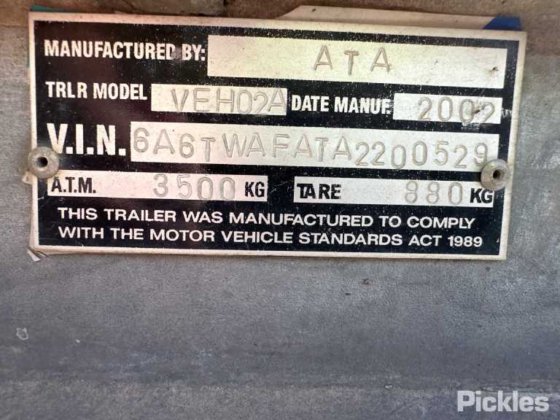 MANUFACTURED BY: ATA
TRLR MODEL VEH02A DATE MANUF. 2002
V.I.N. 6A6TWAFATA2200529
A.T.M. 3500 KG TARE 880 KG
THIS TRAILER WAS MANUFACTURED TO COMPLY
WITH THE MOTOR VEHICLE STANDARDS ACT 1989
Pickles